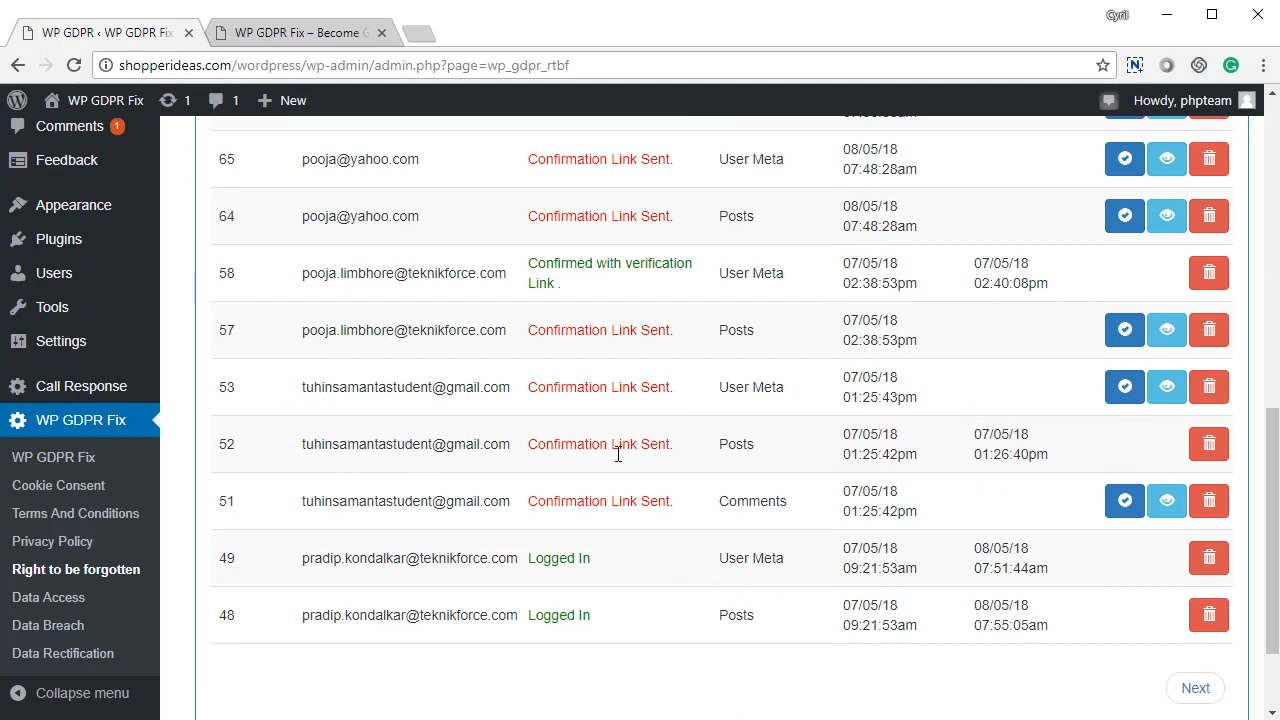 Cyril
WP GDPR ‹ WP GDPR Fix
WP GDPR Fix – Become G
shopperideas.com/wordpress/wp-admin/admin.php?page=wp_gdpr_rtbf
WP GDPR Fix
1
1
New
Howdy, phpteam
Comments 1
Feedback
Appearance
Plugins
Users
Tools
Settings
Call Response
WP GDPR Fix
WP GDPR Fix
Cookie Consent
Terms And Conditions
Privacy Policy
Right to be forgotten
Data Access
Data Breach
Data Rectification
Collapse menu
65 pooja@yahoo.com Confirmation Link Sent. User Meta 08/05/18
07:48:28am
64 pooja@yahoo.com Confirmation Link Sent. Posts 08/05/18
07:48:28am
58 pooja.limbhore@teknikforce.com Confirmed with verification User Meta 07/05/18 07/05/18
Link . 02:38:53pm 02:40:08pm
57 pooja.limbhore@teknikforce.com Confirmation Link Sent. Posts 07/05/18
02:38:53pm
53 tuhinsamantastudent@gmail.com Confirmation Link Sent. User Meta 07/05/18
01:25:43pm
52 tuhinsamantastudent@gmail.com Confirmation Link Sent. Posts 07/05/18 07/05/18
01:25:42pm 01:26:40pm
51 tuhinsamantastudent@gmail.com Confirmation Link Sent. Comments 07/05/18
01:25:42pm
49 pradip.kondalkar@teknikforce.com Logged In User Meta 07/05/18 08/05/18
09:21:53am 07:51:44am
48 pradip.kondalkar@teknikforce.com Logged In Posts 07/05/18 08/05/18
09:21:53am 07:55:05am
Next